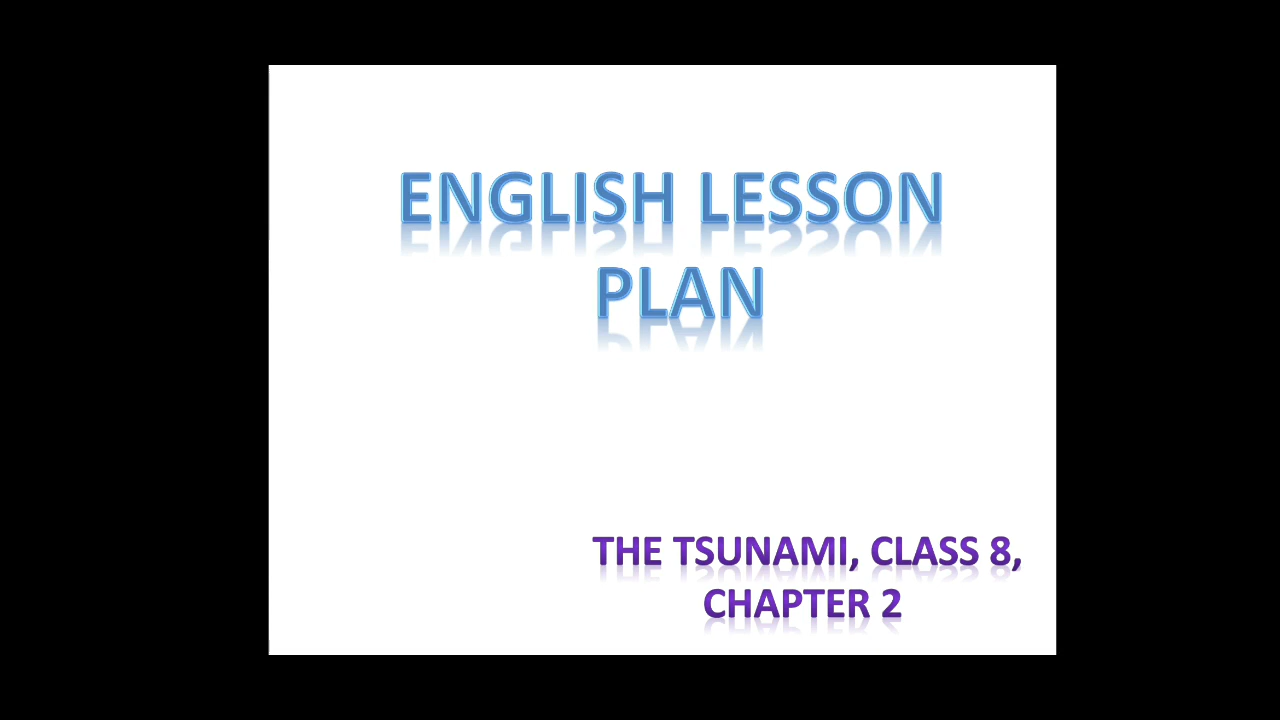 ENGLISH LESSON
PLAN
THE TSUNAMI, CLASS 8,
CHAPTER 2